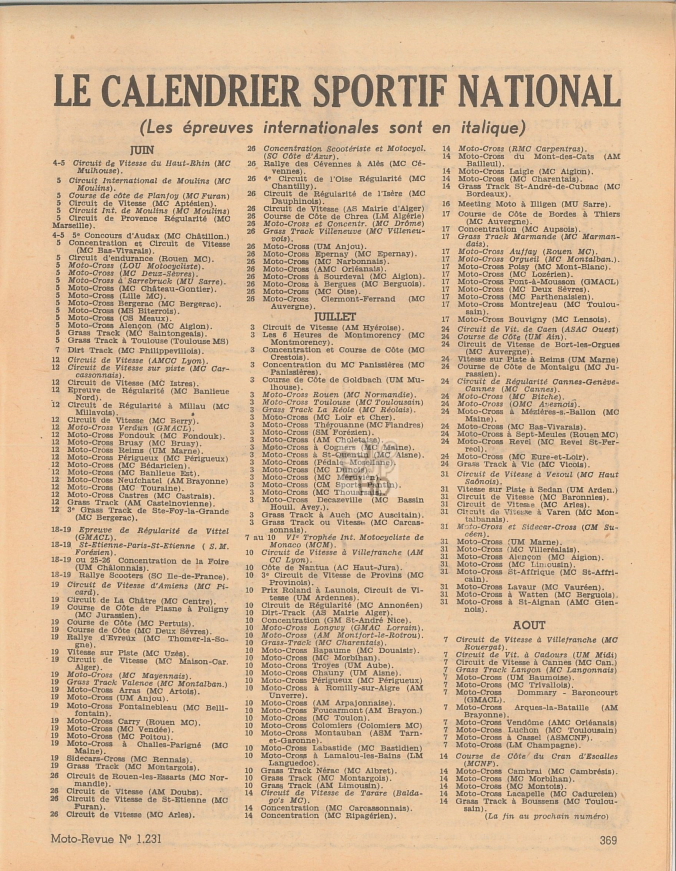 LE CALENDRIER SPORTIF NATIONAL
(Les épreuves internationales sont en italique)
JUIN
4-5 Circuit de Vitesse du Haut-Rhin (MC
Mulhouse).
5 Circuit International de Moulins (MC
Moulins).
5 Course de côte de Planfoy (MC Furan)
5 Circuit de Vitesse (MC Aptésien).
5 Circuit Int. de Moulins (MC Moulins)
5 Circuit de Provence Régularité (MC
Marseille).
4-5 5e Concours d'Audax (MC Châtillon.)
5 Concentration et Circuit de Vitesse
(MC Bas-Vivarais).
5 Circuit d'endurance (Rouen MC).
5 Moto-Cross (LOU Motocycliste).
5 Moto-Cross (MC Deux-Sèvres).
5 Moto-Cross à Sarrebruck (MU Sarre).
5 Moto-Cross (MC Château-Gontier).
5 Moto-Cross (Lille MC).
5 Moto-Cross Bergerac (MC Bergerac).
5 Moto-Cross (MS Biterrois).
5 Moto-Cross (CS Meaux).
5 Moto-Cross Alençon (MC Aiglon).
5 Grass Track (MC Saintongeais).
5 Grass Track à Toulouse (Toulouse MS)
7 Dirt Track (MC Philippevillois).
12 Circuit de Vitesse (AMCC Lyon).
12 Circuit de Vitesse sur piste (MC Car-
cassonnais).
12 Circuit de Vitesse (MC Istres).
12 Epreuve de Régularité (MC Banlieue
Nord).
12 Circuit de Régularité à Millau (MC
Millavois).
12 Circuit de Vitesse (MC Berry).
12 Moto-Cross Verdun (GMACL).
12 Moto-Cross Fondouk (MC Fondouk).
12 Moto-Cross Bruay (MC Bruay).
12 Moto-Cross Reims (UM Marne).
12 Moto-Cross Périgueux (MC Périgueux)
12 Moto-Cross (MC Bédaricien).
12 Moto-Cross (MC Banlieue Est).
12 Moto-Cross Neufchatel (AM Brayonne)
12 Moto-Cross (MC Touraine).
12 Moto-Cross Castres (MC Castrais).
12 Grass Track (AM Castelnovienne).
12 3e Grass Track de Ste-Foy-la-Grande
(MC Bergerac).
18-19 Epreuve de Régularité de Vittel
(GMACL).
18-19 St-Etienne-Paris-St-Etienne (S.M.
Forézien).
18-19 ou 25-26 Concentration de la Foire
(UM Châlonnais).
18-19 Rallye Scooters (SC Ile-de-France).
19 Circuit de Vitesse d'Amiens (MC Pi-
card).
19 Circuit de La Châtre (MC Centre).
19 Course de Côte de Plasne à Poligny
(MC Jurassien).
19 Course de Côte (MC Pertuis).
19 Course de Côte (MC Deux Sèvres).
19 Rallye d'Evreux (MC Thomer-la-So-
gne).
19 Vitesse sur Piste (MC Uzès).
19 Circuit de Vitesse (MC Maison-Car.
Alger).
19 Moto-Cross (MC Mayennais).
19 Grass Track Valence (MC Montalban.)
19 Moto-Cross Arras (MC Artois).
19 Moto-Cross (UM Anjou).
19 Moto-Cross Fontainebleau (MC Belli-
fontain).
19 Moto-Cross Carry (Rouen MC).
19 Moto-Cross (MC Vendée).
19 Moto-Cross (MC Poitou).
19 Moto-Cross à Challes-Parigné (MC
Maine).
19 Sidecars-Cross (MC Rennais).
19 Grass Track (MC Montargois).
26 Circuit de Rouen-les-Essarts (MC Nor-
mandie).
26 Circuit de Vitesse (AM Doubs).
26 Circuit de Vitesse de St-Etienne (MC
Furan).
26 Circuit de Vitesse (MC Arles).
26 Concentration Scootériste et Motocycl.
(SC Côte d'Azur).
26 Rallye des Cévennes à Alès (MC Cé-
vennes).
26 4e Circuit de l'Oise Régularité (MC
Chantilly).
26 Circuit de Régularité de l'Isère (MC
Dauphinois).
26 Circuit de Vitesse (AS Mairie d'Alger)
26 Course de Côte de Chrea (LM Algérie)
26 Moto-Cross et Concentr. (MC Drôme)
26 Grass Track Villeneuve (MC Villeneu-
vois).
26 Moto-Cross (UM Anjou).
26 Moto-Cross Epernay (MC Epernay).
26 Moto-Cross (MC Narbonnais).
26 Moto-Cross (AMC Orléanais).
26 Moto-Cross à Sourdeval (MC Aiglon).
26 Moto-Cross à Bergues (MC Berguois).
26 Moto-Cross (MC Oise).
26 Moto-Cross Clermont-Ferrand (MC
Auvergne).
JUILLET
3 Circuit de Vitesse (AM Hyéroise).
3 Les 6 Heures de Montmorency (MC
Montmorency).
3 Concentration et Course de Côte (MC
Crestois).
3 Concentration du MC Panissières (MC
Panissières).
3 Course de Côte de Goldbach (UM Mu-
lhouse).
3 Moto-Cross Rouen (MC Normandie).
3 Moto-Cross Toulouse (MC Toulousain)
3 Grass Track La Réole (MC Réolais).
3 Moto-Cross (MC Loir et Cher).
3 Moto-Cross Thérouanne (MC Flandres)
3 Moto-Cross (SM Forézien).
3 Moto-Cross (AM Choletaise).
3 Moto-Cross à Cogners (MC Maine).
3 Moto-Cross à St-Quentin (MC Aisne).
3 Moto-Cross (Pédale Mosellane).
3 Moto-Cross (MC Dunois).
3 Moto-Cross (MC
3 Moto-Cross (CM Sport
3 Moto-Cross (MC
3 Moto-Cross Decazeville (MC Bassin
Houil. Avey.).
3 Grass Track à Auch (MC Auscitain).
3 Grass Track ou Vitesse (MC Carcas-
sonnais).
7 au 10 VIe Trophée Int. Motocycliste de
Monaco (MCM).
10 Circuit de Vitesse à Villefranche (AM
CC Lyon).
10 Côte de Nantua (AC Haut-Jura).
10 2e Circuit de Vitesse de Provins (MC
Provinois).
10 Prix Roland à Launois, Circuit de Vi-
tesse (UM Ardennes).
10 Circuit de Régularité (MC Annonéen)
10 Dirt-Track (AS Mairie Alger).
10 Concentration (GM St-André Nice).
10 Moto-Cross Longwy (GMAC Lorrain).
10 Moto-Cross (AM Montfort-le-Rotrou).
10 Grass-Track (MC Charentais).
10 Moto-Cross Bapaume (MC Douaisir).
10 Moto-Cross (MC Morbihan).
10 Moto-Cross Troyes (UM Aube).
10 Moto-Cross Chauny (UM Aisne).
10 Moto-Cross Périgueux (MC Périgueux)
10 Moto-Cross à Romilly-sur-Aigre (AM
Unverre).
10 Moto-Cross (AM Arpajonnaise).
10 Moto-Cross Foucarmont (AM Brayon.)
10 Moto-Cross (MC Toulon).
10 Moto-Cross Colomiers (Colomiers MC)
10 Moto-Cross Montauban (ASM Tarn-
et-Garonne).
10 Moto-Cross Labastide (MC Bastidien)
10 Moto-Cross à Lamalou-les-Bains (LM
Languedoc).
10 Grass Track Nérac (MC Albret).
10 Grass Track (MC Montargois).
10 Grass Track (AM Limousin).
14 Circuit de Vitesse de Tarare (Balda-
go's MC).
14 Concentration (MC Carcassonnais).
14 Concentration (MC Ripagérien).
14 Moto-Cross (RMC Carpentras).
14 Moto-Cross du Mont-des-Cats (AM
Bailleul).
14 Moto-Cross Laigle (MC Aiglon).
14 Moto-Cross (MC Charentais).
14 Grass Track St-André-de-Cubzac (MC
Bordeaux).
16 Meeting Moto à Illgen (MU Sarre).
17 Course de Côte de Bordes à Thiers
(MC Auvergne).
17 Concentration (MC Aupsois).
17 Grass Track Marmande (MC Marman-
dais).
17 Moto-Cross Auffay (Rouen MC).
17 Moto-Cross Orgueil (MC Montalban.).
17 Moto-Cross Poisy (MC Mont-Blanc).
17 Moto-Cross (MC Lozérien).
17 Moto-Cross Pont-à-Mousson (GMACL)
17 Moto-Cross (MC Deux Sèvres).
17 Moto-Cross (MC Parthenaisien).
17 Moto-Cross Montrejeau (MC Toulou-
sain).
17 Moto-Cross Bouvigny (MC Lensois).
24 Circuit de Vit. de Caen (ASAC Ouest)
24 Course de Côte (UM Ain).
24 Circuit de Vitesse de Bort-les-Orgues
(MC Auvergne).
24 Vitesse sur Piste à Reims (UM Marne)
24 Course de Côte de Montaigu (MC Ju-
rassien).
24 Circuit de Régularité Cannes-Genève-
Cannes (MC Cannes).
24 Moto-Cross (MC Bitche).
24 Moto-Cross (OMC Avesnois).
24 Moto-Cross à Mézières-s.-Ballon (MC
Maine).
24 Moto-Cross (MC Bas-Vivarais).
24 Moto-Cross à Sept-Meules (Rouen MC)
24 Moto-Cross Revel (MC Revel St-Fer-
réol).
24 Moto-Cross (MC Eure-et-Loir).
24 Grass Track à Vic (MC Vicois).
31 Circuit de Vitesse à Vesoul (MC Haut
Saônois).
31 Vitesse sur Piste à Sedan (UM Arden.)
31 Circuit de Vitesse (MC Baronnies).
31 Circuit de Vitesse (MC Arles)
31 Circuit de Vitesse à Varen (MC Mon-
talbanais).
31 Moto-Cross et Sidecar-Cross (CM Su-
céen).
31 Moto-Cross (UM Marne).
31 Moto-Cross (MC Villeréalais).
31 Moto-Cross Alençon (MC Aiglon).
31 Moto-Cross (MC Limousin).
31 Moto-Cross St-Affrique (MC St-Affri-
cain).
31 Moto-Cross Lavaur (MC Vauréen).
31 Moto-Cross à Watten (MC Berguois).
31 Moto-Cross à St-Aignan (AMC Gien-
nois).
AOUT
7 Circuit de Vitesse à Villefranche (MC
Rouergat).
7 Circuit de Vit. à Cadours (UM Midi)
7 Circuit de Vitesse à Cannes (MC Can.)
7 Grass Track Langon (MC Langonnais)
7 Moto-Cross (UM Baumoise).
7 Moto-Cross (MC Trivallois).
7 Moto-Cross Dommary - Baroncourt
(GMACL).
7 Moto-Cross Arques-la-Bataille (AM
Brayonne).
7 Moto-Cross Vendôme (AMC Orléanais)
7 Moto-Cross Luchon (MC Toulousain)
7 Moto-Cross à Cassel (ASMCNF).
7 Moto-Cross (LM Champagne).
14 Course de Côte du Cran d'Escalles
(MCNF).
14 Moto-Cross Cambrai (MC Cambrésis).
14 Moto-Cross (MC Morbihan).
14 Moto-Cross (MC Montois).
14 Moto-Cross Lacapelle (MC Cadurcien)
14 Grass Track à Boussens (MC Toulou-
sain).
(La fin au prochain numéro)
Moto-Revue No 1.231
369